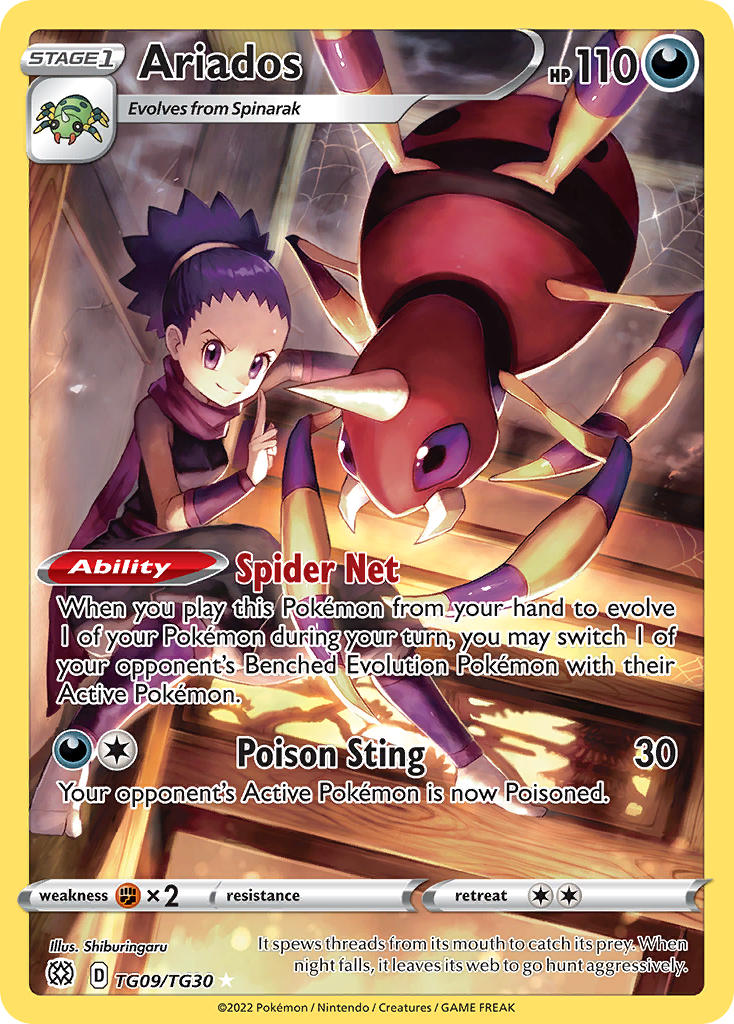 STAGE 1
Ariados
HP 110
Evolves from Spinarak
Ability Spider Net
When you play this Pokémon from your hand to evolve
1 of your Pokémon during your turn, you may switch 1 of
your opponent's Benched Evolution Pokémon with their
Active Pokémon.
Poison Sting 30
Your opponent's Active Pokémon is now Poisoned.
weakness ×2 resistance retreat
Illus. Shiburingaru
It spews threads from its mouth to catch its prey. When
night falls, it leaves its web to go hunt aggressively.
D TG09/TG30
©2022 Pokémon / Nintendo / Creatures / GAME FREAK